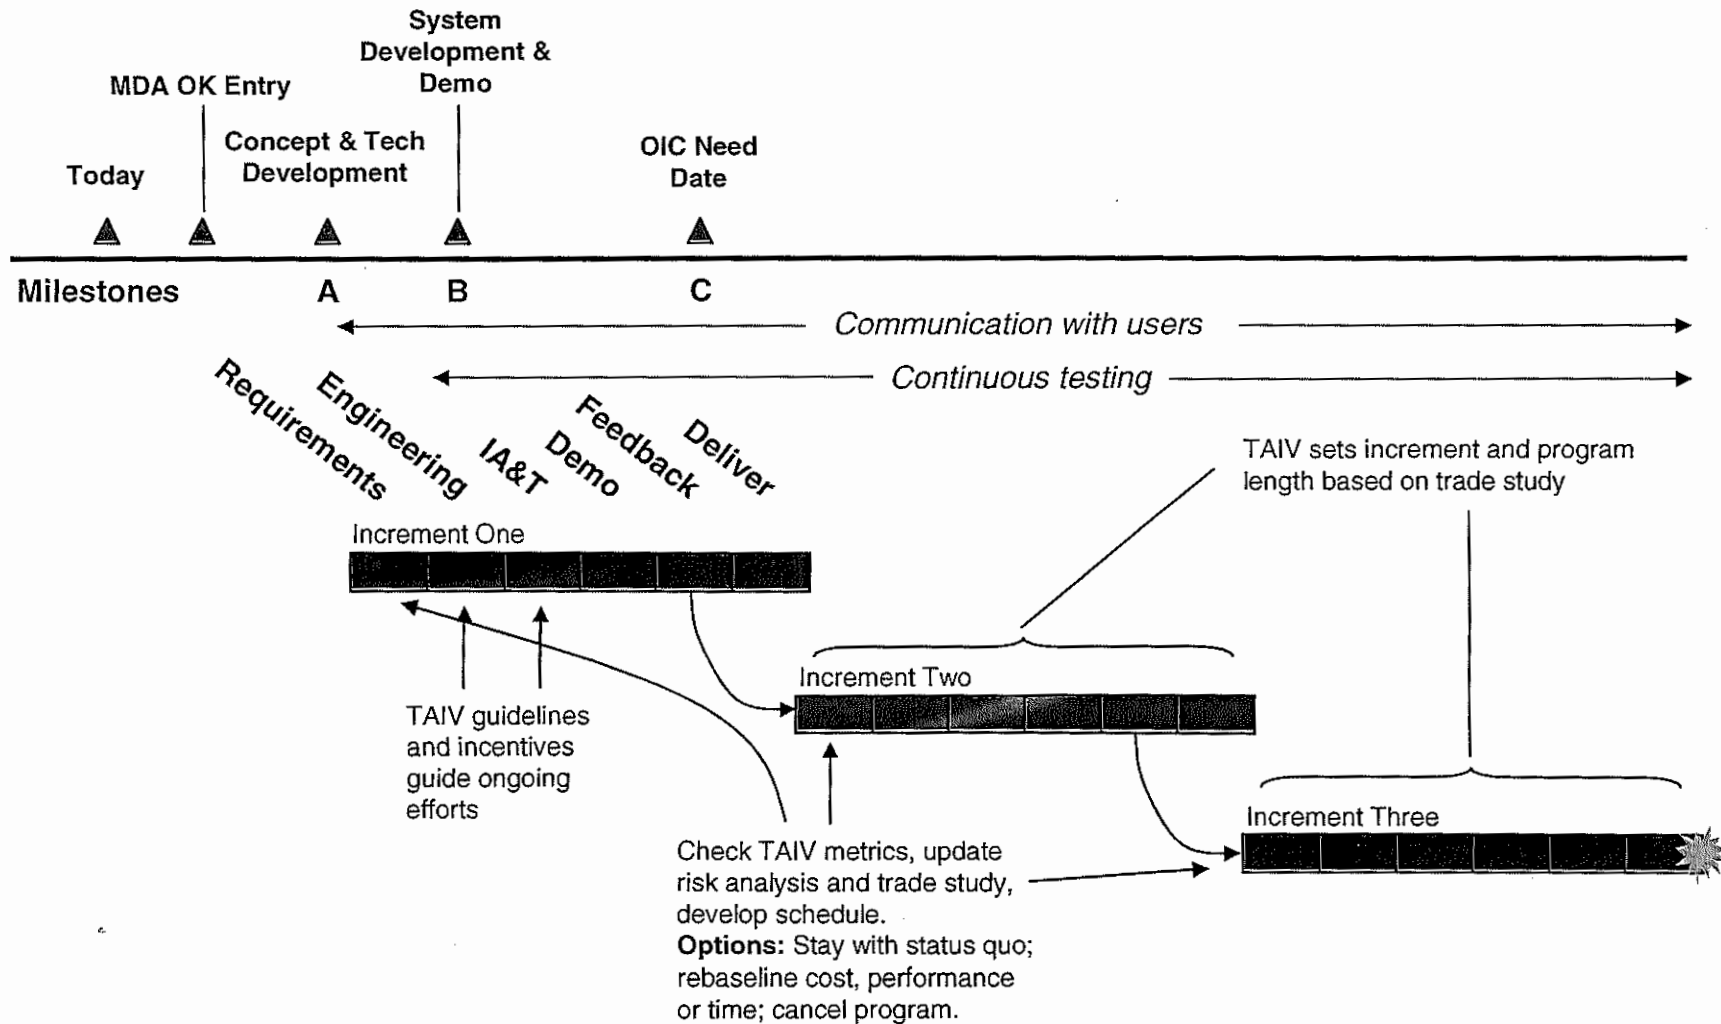 System
Development &
Demo
MDA OK Entry
Concept & Tech
Development
OIC Need
Date
Today
Milestones
A
B
C
Communication with users
Continuous testing
Requirements
Engineering
IA&T
Demo
Feedback
Deliver
TAIV sets increment and program
length based on trade study
Increment One
Increment Two
TAIV guidelines
and incentives
guide ongoing
efforts
Increment Three
Check TAIV metrics, update
risk analysis and trade study,
develop schedule.
Options: Stay with status quo;
rebaseline cost, performance
or time; cancel program.